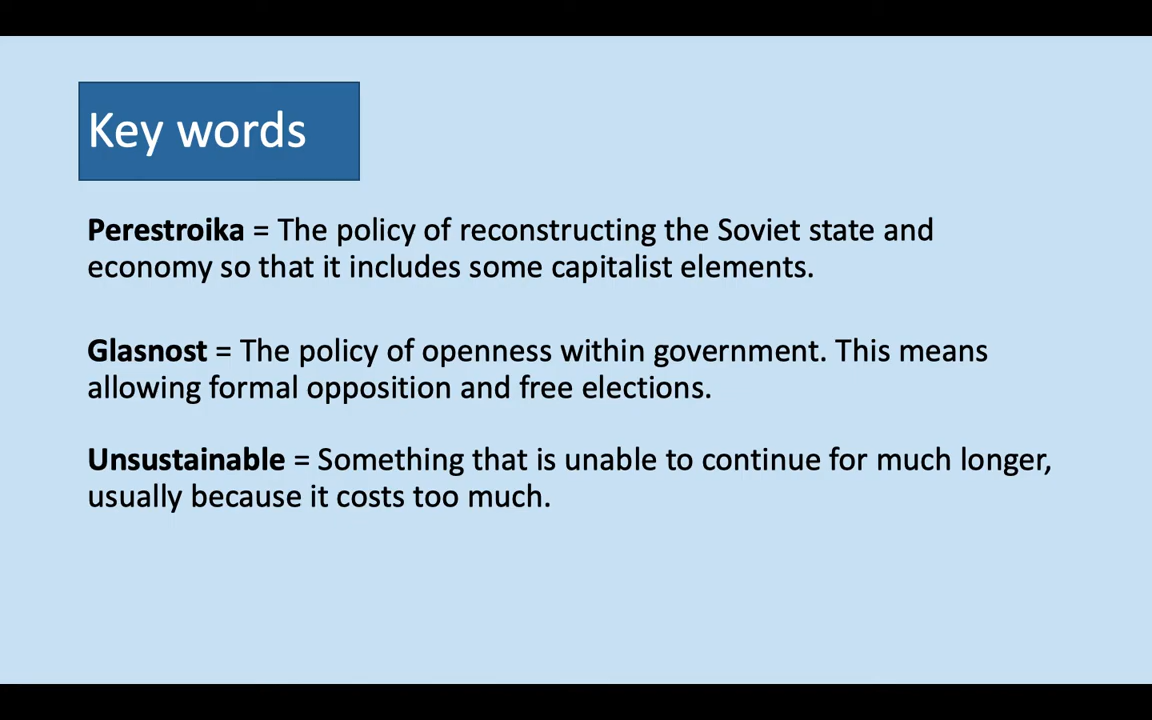 Key words
Perestroika = The policy of reconstructing the Soviet state and
economy so that it includes some capitalist elements.
Glasnost = The policy of openness within government. This means
allowing formal opposition and free elections.
Unsustainable = Something that is unable to continue for much longer,
usually because it costs too much.